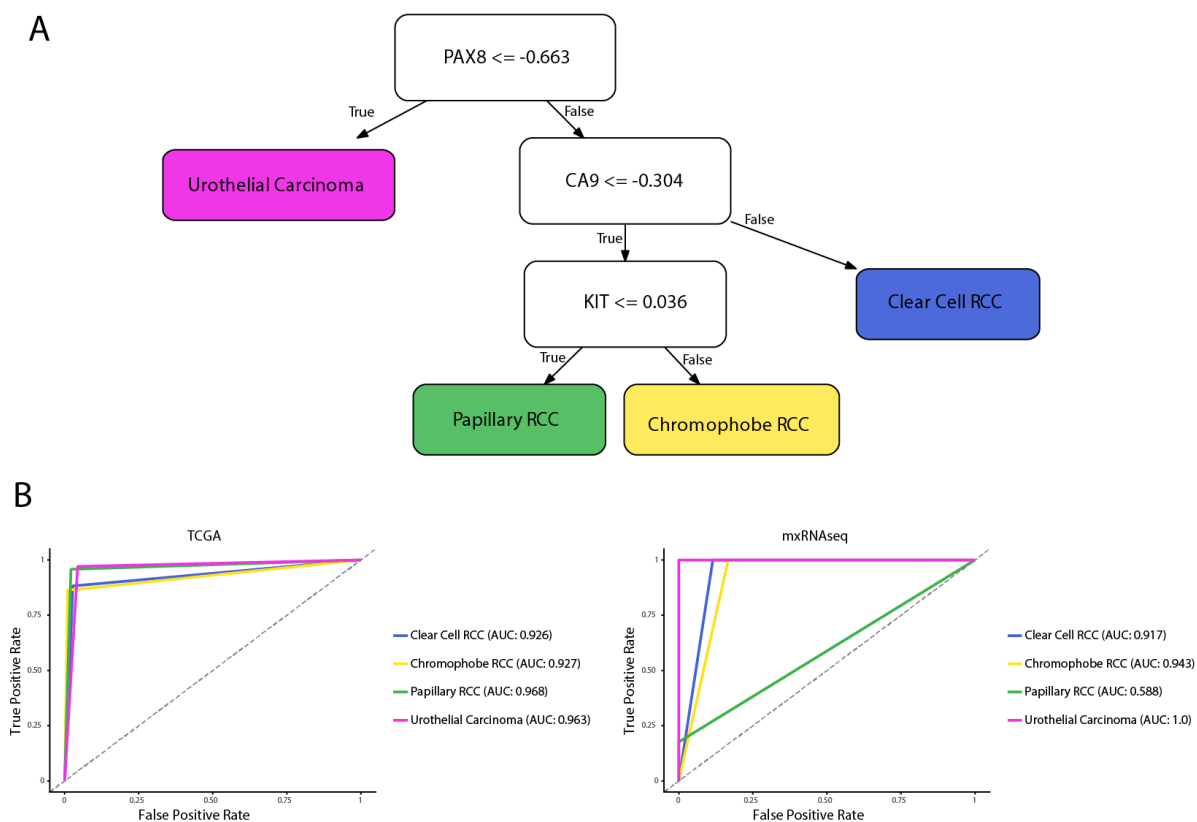 A
PAX8 <= -0.663
True
False
Urothelial Carcinoma
CA9 <= -0.304
True
False
KIT <= 0.036
Clear Cell RCC
True
False
Papillary RCC
Chromophobe RCC
B
TCGA
True Positive Rate
1
0.75
0.50
0.25
0
0
0.25
0.50
0.75
1
False Positive Rate
Clear Cell RCC (AUC: 0.926)
Chromophobe RCC (AUC: 0.927)
Papillary RCC (AUC: 0.968)
Urothelial Carcinoma (AUC: 0.963)
mxRNAseq
True Positive Rate
1
0.75
0.50
0.25
0
0
0.25
0.50
0.75
1
False Positive Rate
Clear Cell RCC (AUC: 0.917)
Chromophobe RCC (AUC: 0.943)
Papillary RCC (AUC: 0.588)
Urothelial Carcinoma (AUC: 1.0)